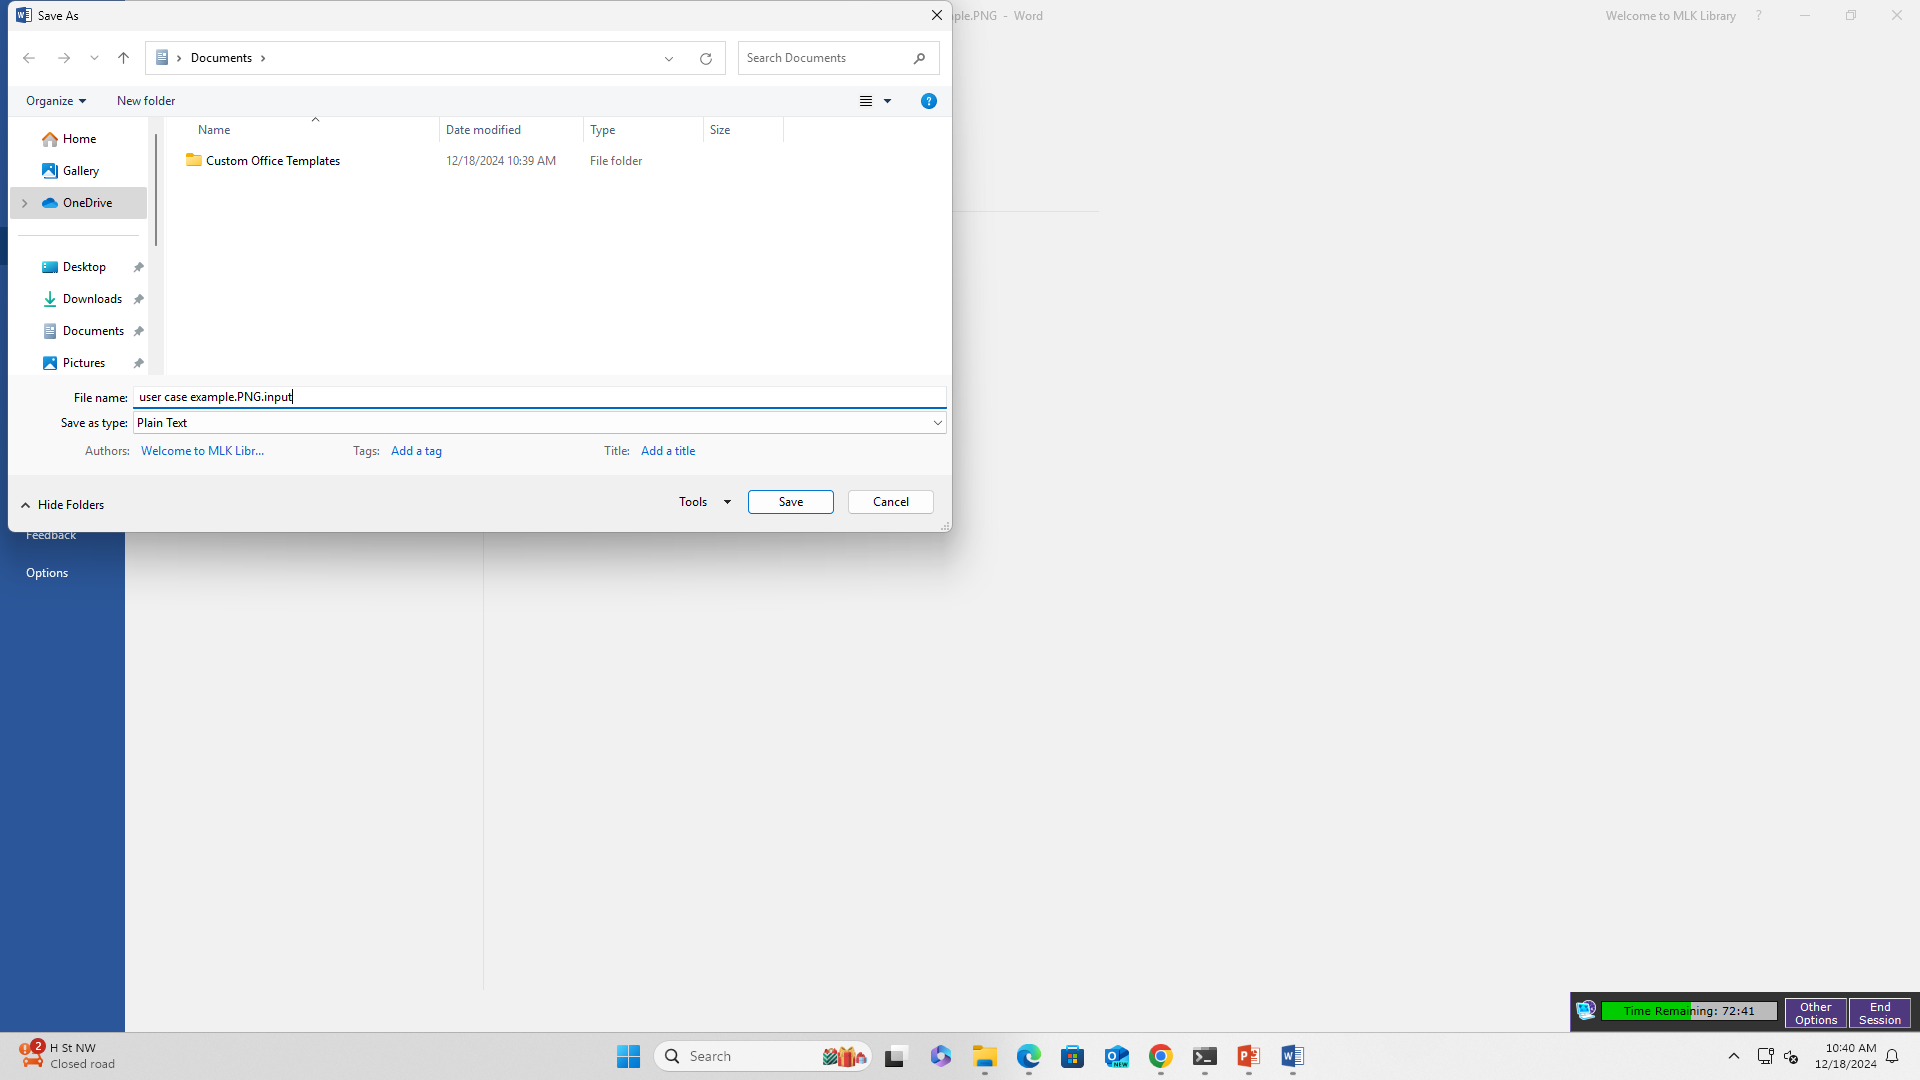 Save As
ple.PNG - Word
Welcome to MLK Library
?
Documents
Search Documents
Organize
New folder
?
Home
Gallery
OneDrive
Desktop
Downloads
Documents
Pictures
Name
Date modified
Type
Size
Custom Office Templates
12/18/2024 10:39 AM
File folder
File name:
user case example.PNG.input
Save as type:
Plain Text
Authors:
Welcome to MLK Libr...
Tags:
Add a tag
Title:
Add a title
Hide Folders
Tools
Save
Cancel
Feedback
Options
Time Remaining: 72:41
Other
Options
End
Session
2
H St NW
Closed road
Search
NEW
10:40 AM
12/18/2024